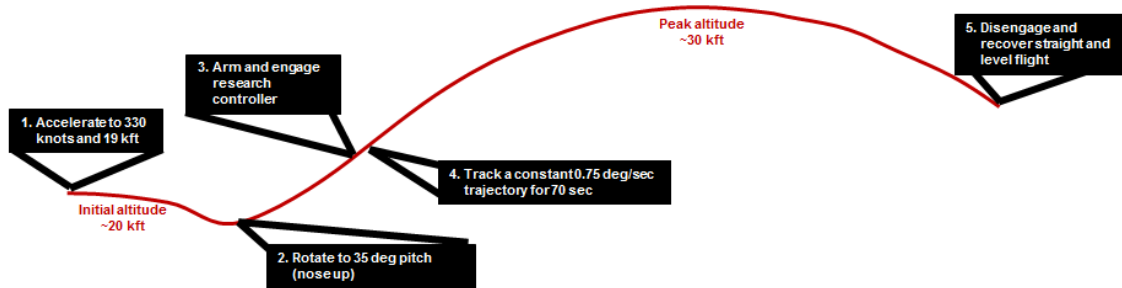 1. Accelerate to 330
knots and 19 kft
Initial altitude
~20 kft
2. Rotate to 35 deg pitch
(nose up)
3. Arm and engage
research
controller
4. Track a constant 0.75 deg/sec
trajectory for 70 sec
Peak altitude
~30 kft
5. Disengage and
recover straight and
level flight